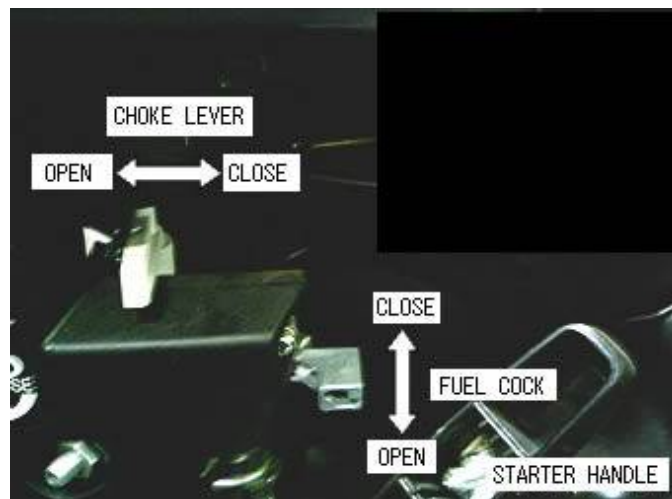 CHOKE LEVER
OPEN CLOSE
CLOSE
FUEL COCK
OPEN
STARTER HANDLE